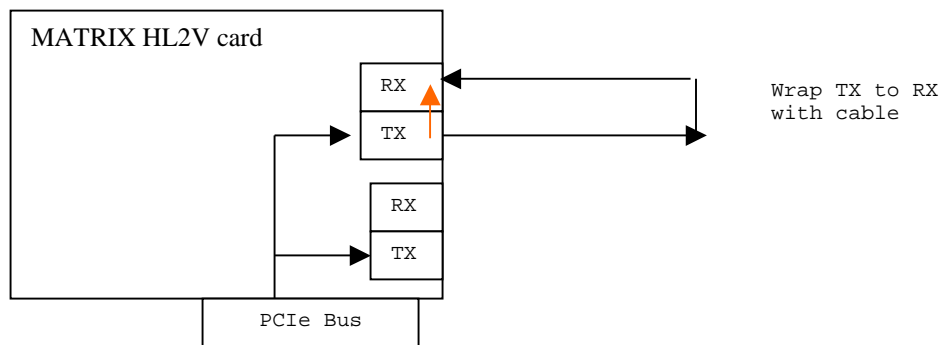 MATRIX HL2V card
RX
TX
Wrap TX to RX
with cable
RX
TX
PCIe Bus